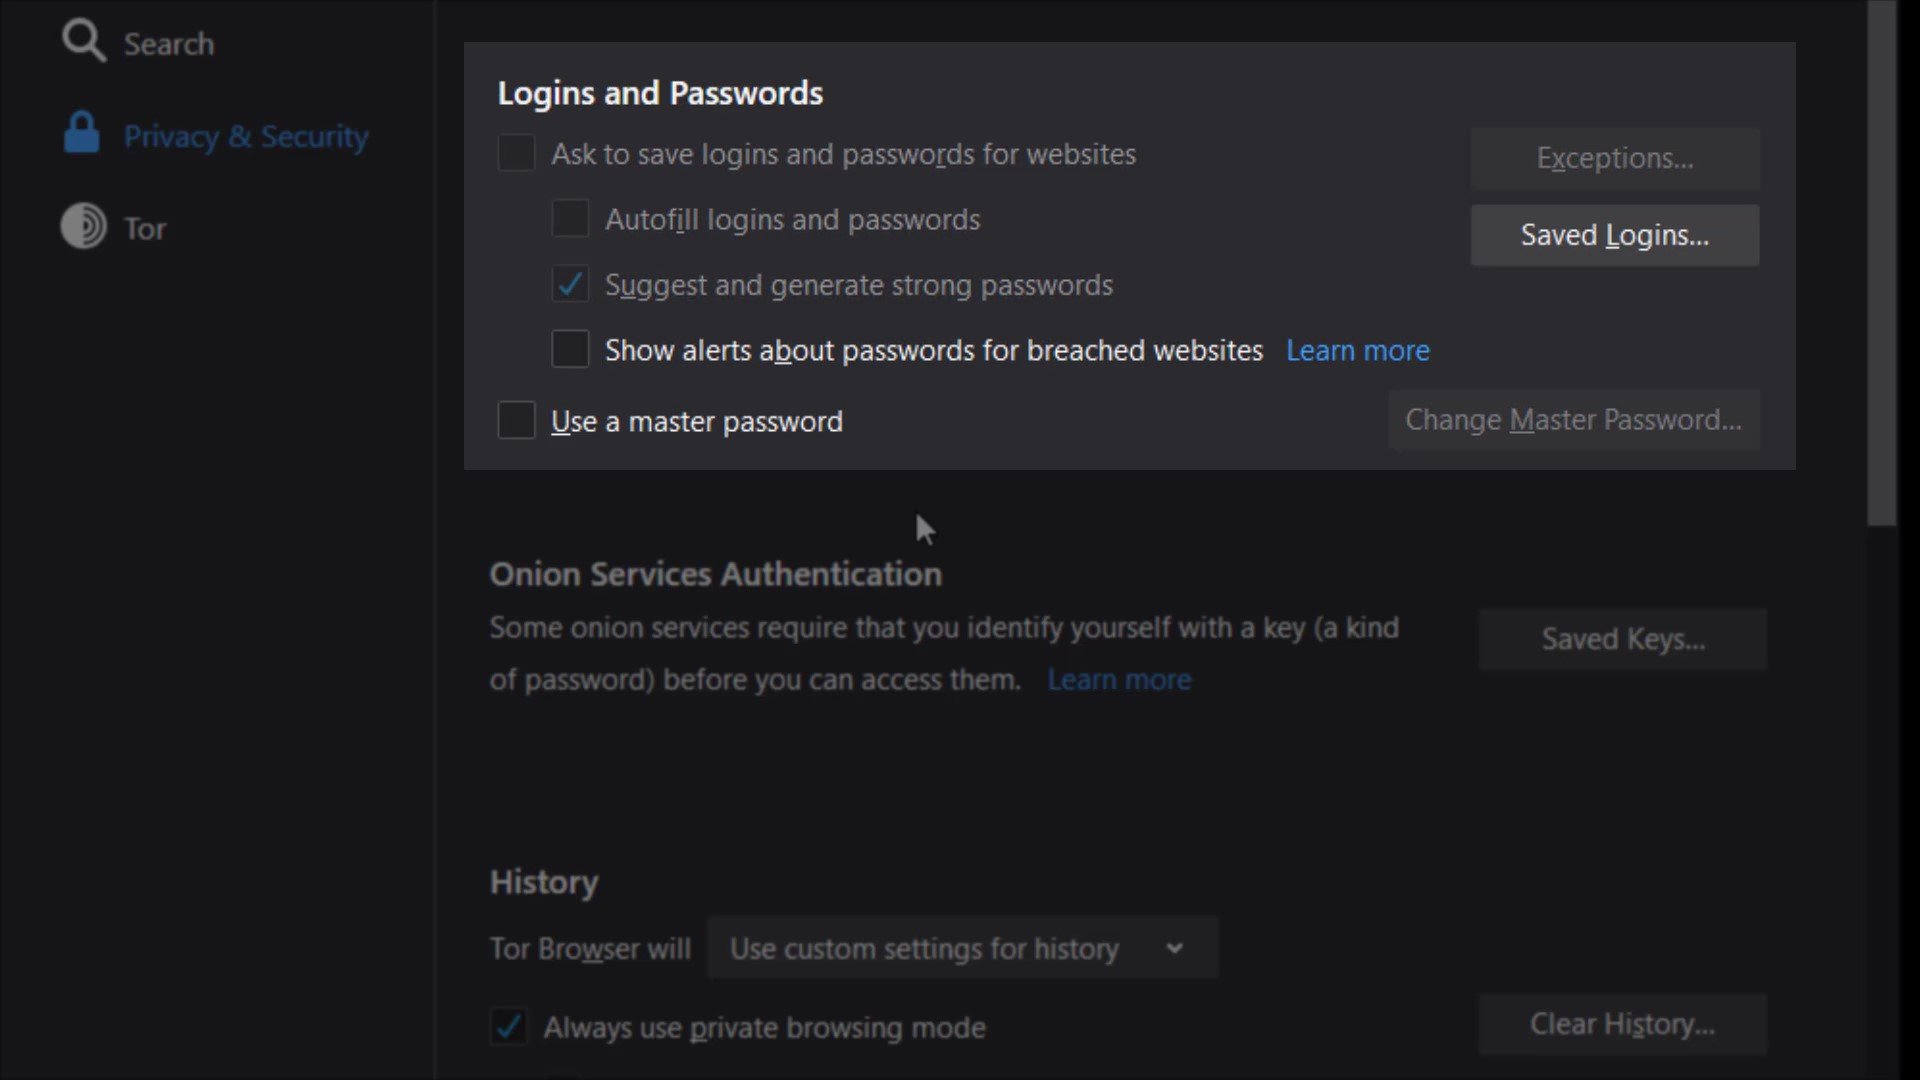 Search
Privacy & Security
Tor
Logins and Passwords
Ask to save logins and passwords for websites
Exceptions...
Autofill logins and passwords
Saved Logins...
Suggest and generate strong passwords
Show alerts about passwords for breached websites Learn more
Use a master password
Change Master Password...
Onion Services Authentication
Some onion services require that you identify yourself with a key (a kind
of password) before you can access them. Learn more
Saved Keys...
History
Tor Browser will Use custom settings for history
Always use private browsing mode
Clear History...